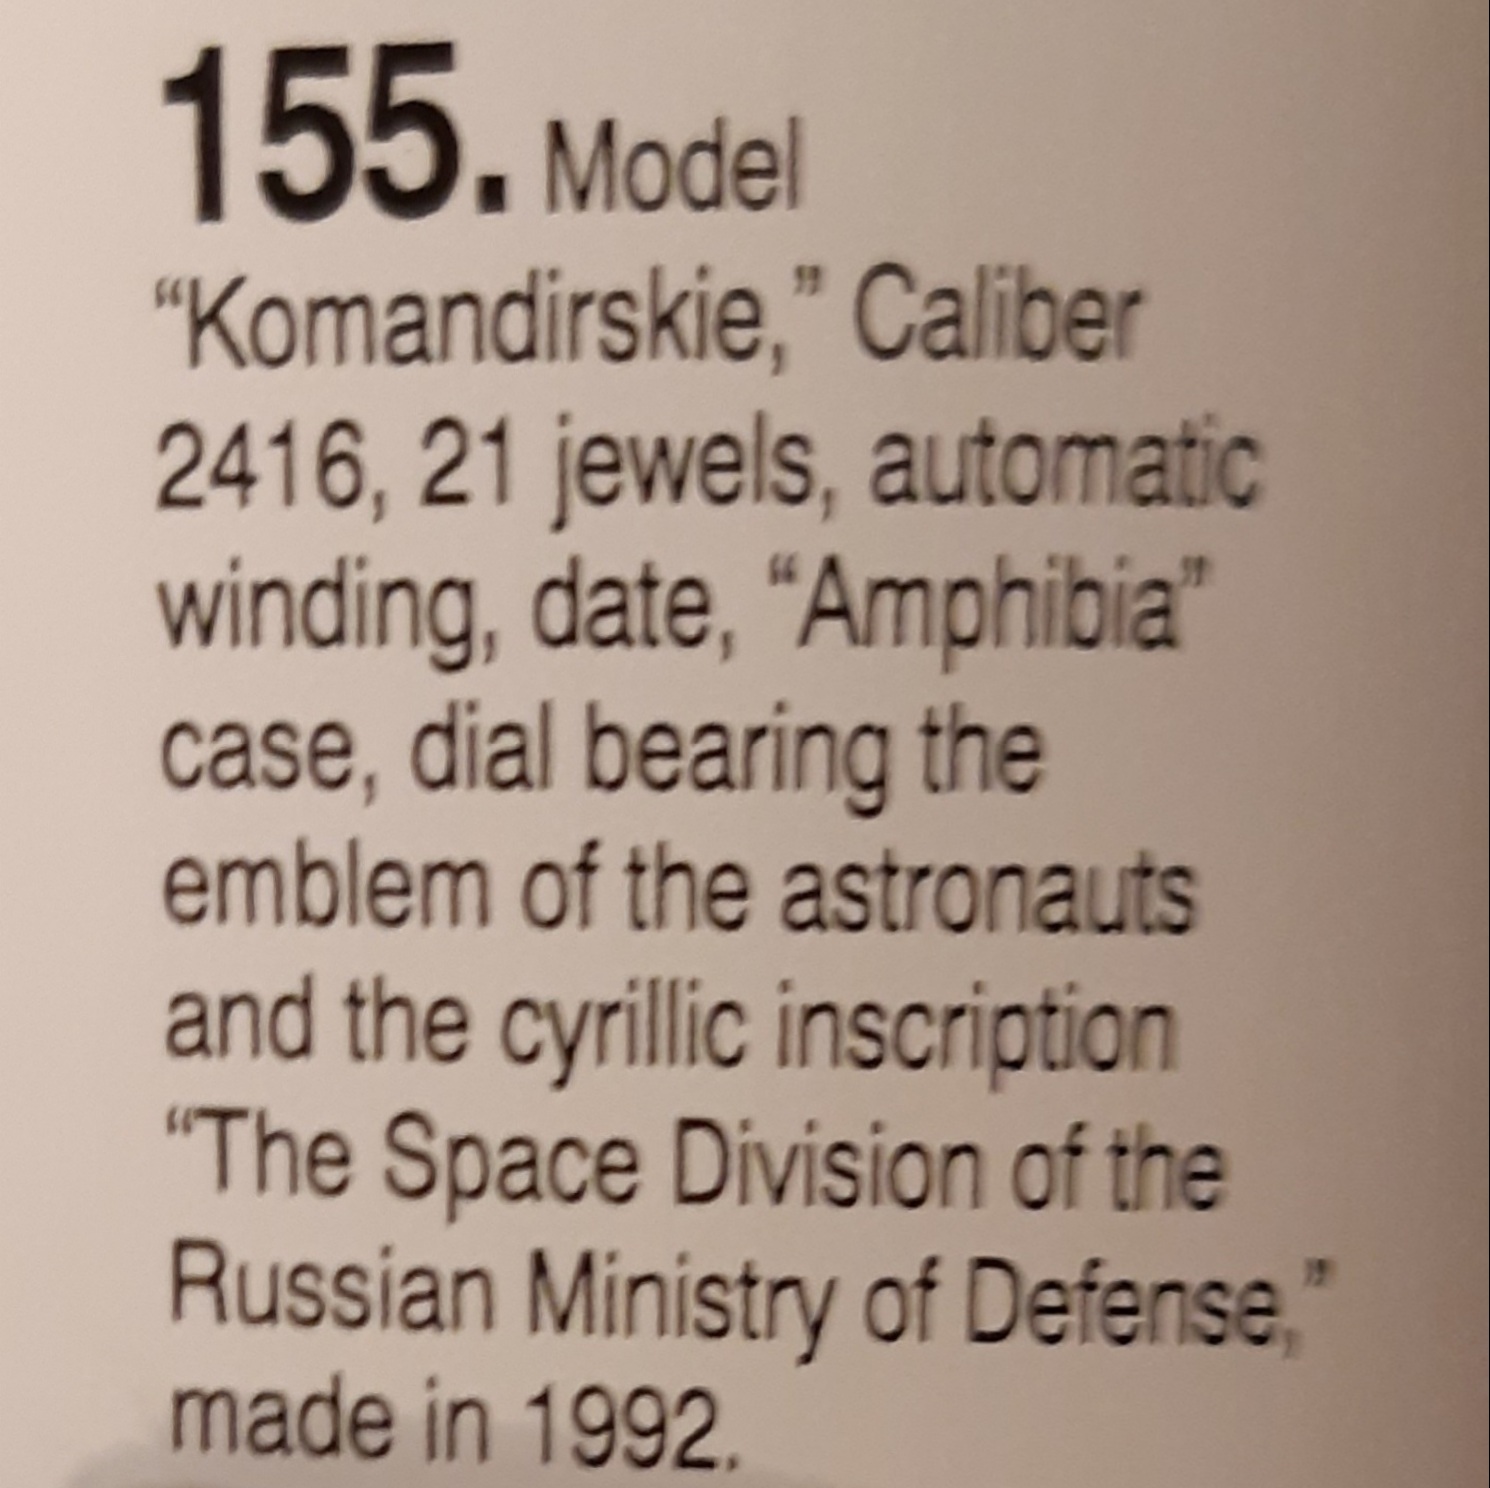 155. Model
“Komandirskie,” Caliber
2416, 21 jewels, automatic
winding, date, “Amphibia”
case, dial bearing the
emblem of the astronauts
and the cyrillic inscription
“The Space Division of the
Russian Ministry of Defense,”
made in 1992.